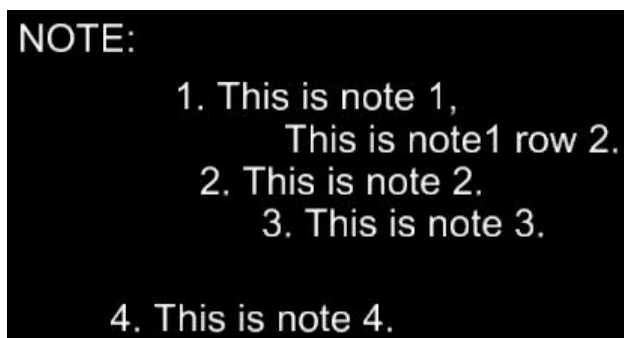 NOTE:
1. This is note 1,
This is note1 row 2.
2. This is note 2.
3. This is note 3.
4. This is note 4.